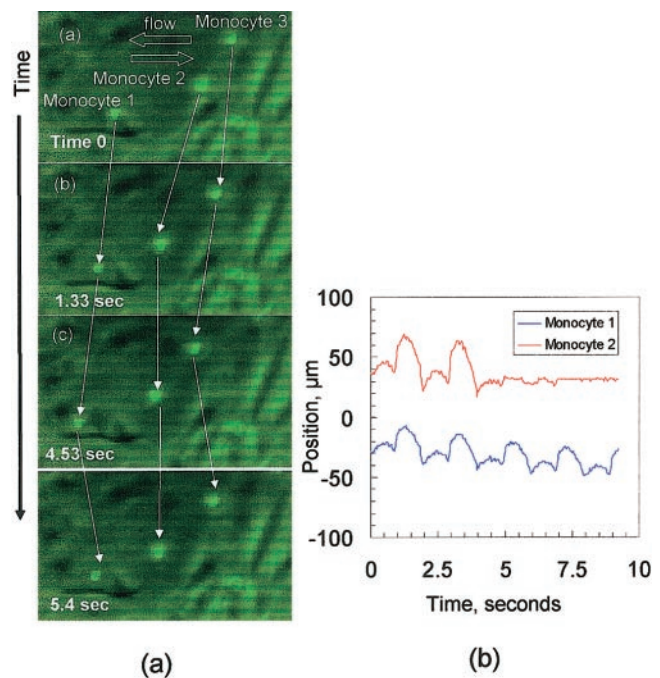 (a)
Monocyte 3
flow
Monocyte 2
Monocyte 1
Time
Time 0
(b)
1.33 sec
(c)
4.53 sec
5.4 sec
(a)
100
50
0
-50
-100
Position, µm
Monocyte 1
Monocyte 2
0 2.5 5 7.5 10
Time, seconds
(b)